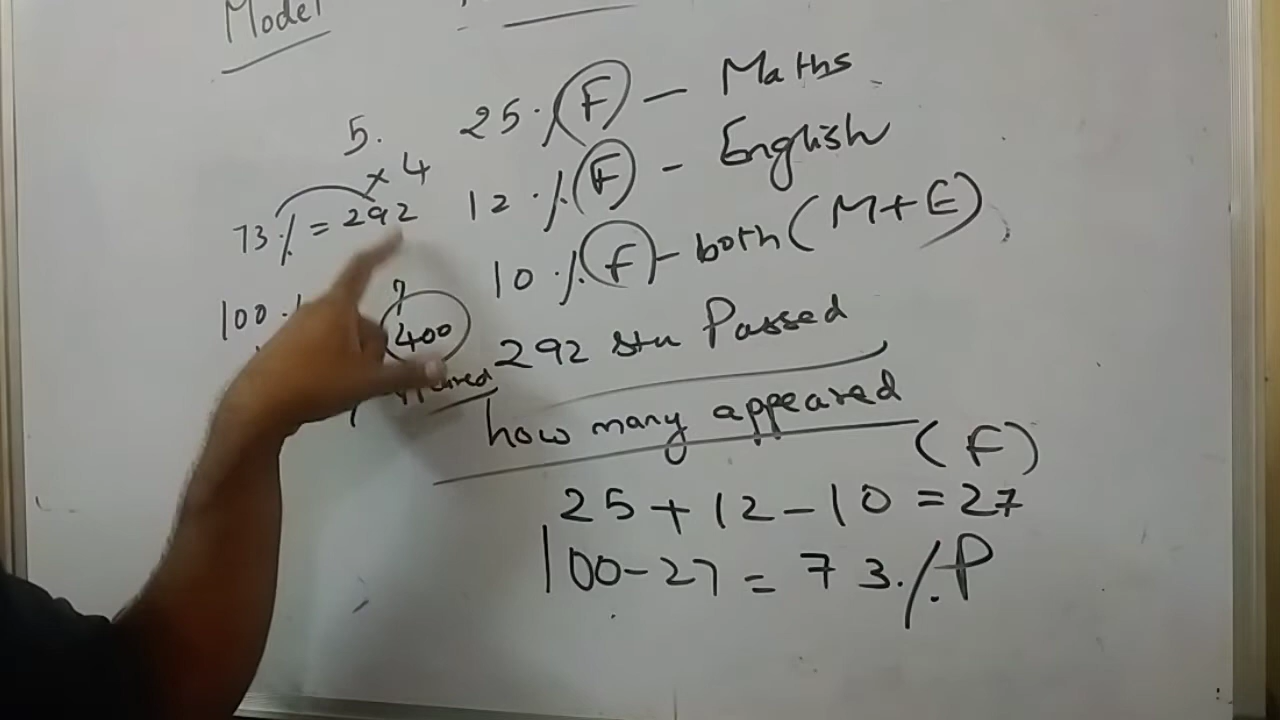 Model
5.
25 % F - Maths
× 4
12 % F - English
73 % = 292
10 % F - both (M+E)
100
?
400
292 stu Passed
how many appeared
(F)
25 + 12 - 10 = 27
100 - 27 = 73 % P